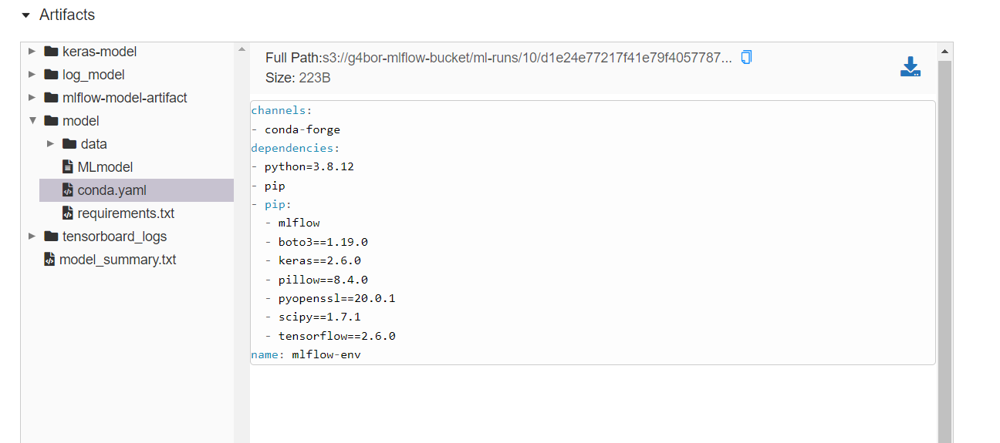 Artifacts
keras-model
log_model
mlflow-model-artifact
model
data
MLmodel
conda.yaml
requirements.txt
tensorboard_logs
model_summary.txt
Full Path:s3://g4bor-mlflow-bucket/ml-runs/10/d1e24e77217f41e79f4057787...
Size: 223B
channels:
- conda-forge
dependencies:
- python=3.8.12
- pip
- pip:
  - mlflow
  - boto3==1.19.0
  - keras==2.6.0
  - pillow==8.4.0
  - pyopenssl==20.0.1
  - scipy==1.7.1
  - tensorflow==2.6.0
name: mlflow-env